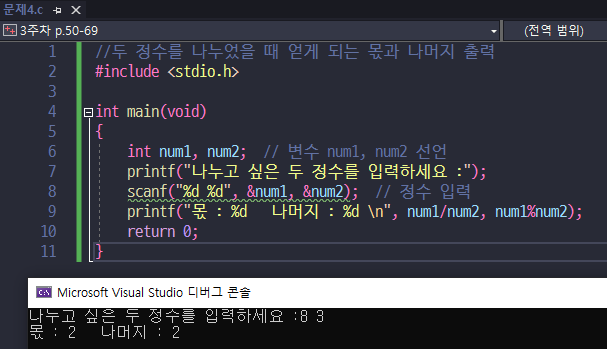 문제4.c
3주차 p.50-69 (전역 범위)
1 //두 정수를 나누었을 때 얻게 되는 몫과 나머지 출력
2 #include <stdio.h>
3
4 int main(void)
5 {
6 int num1, num2; // 변수 num1, num2 선언
7 printf("나누고 싶은 두 정수를 입력하세요 :");
8 scanf("%d %d", &num1, &num2); // 정수 입력
9 printf("몫 : %d 나머지 : %d \n", num1/num2, num1%num2);
10 return 0;
11 }
Microsoft Visual Studio 디버그 콘솔
나누고 싶은 두 정수를 입력하세요 :8 3
몫 : 2 나머지 : 2